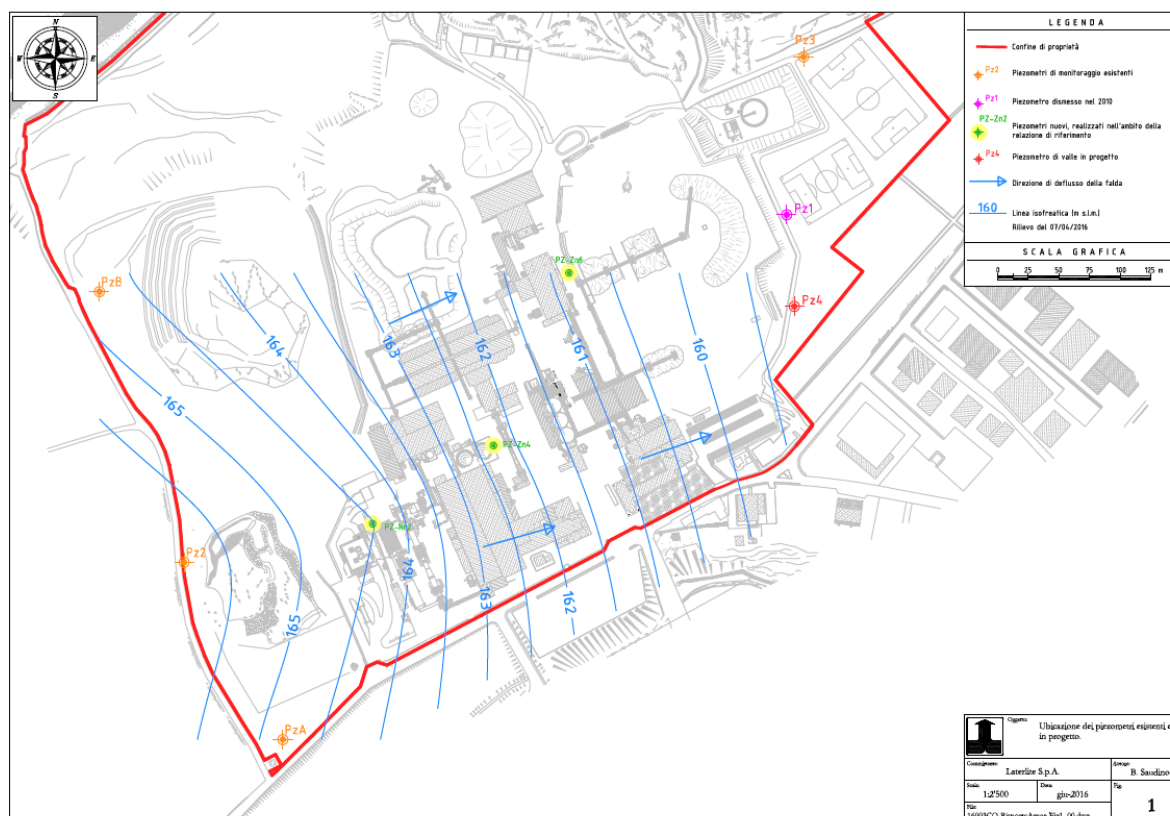 N
W
E
S
Pz3
Pz1
Pz4
PzB
PZ-Zn6
PZ-Zn4
Pz2
PzA
164
163
162
161
160
165
164
165
163
162
LEGENDA
Confine di proprietà
Pz2 Piezometri di monitoraggio esistenti
Pz1 Piezometro dismesso nel 2010
PZ-Zn2 Piezometri nuovi, realizzati nell'ambito della
relazione di riferimento
Pz4 Piezometro di valle in progetto
Direzione di deflusso della falda
160 Linea isofreatica (m s.l.m.)
Rilievo del 07/04/2016
SCALA GRAFICA
0 25 50 75 100 125 m
Oggetto: Ubicazione dei piezometri esistenti e
in progetto.
Committente: Laterlite S.p.A.
B. Saudino
Scala: 1:2'500
Data: giu-2016
Fig. 1
File: